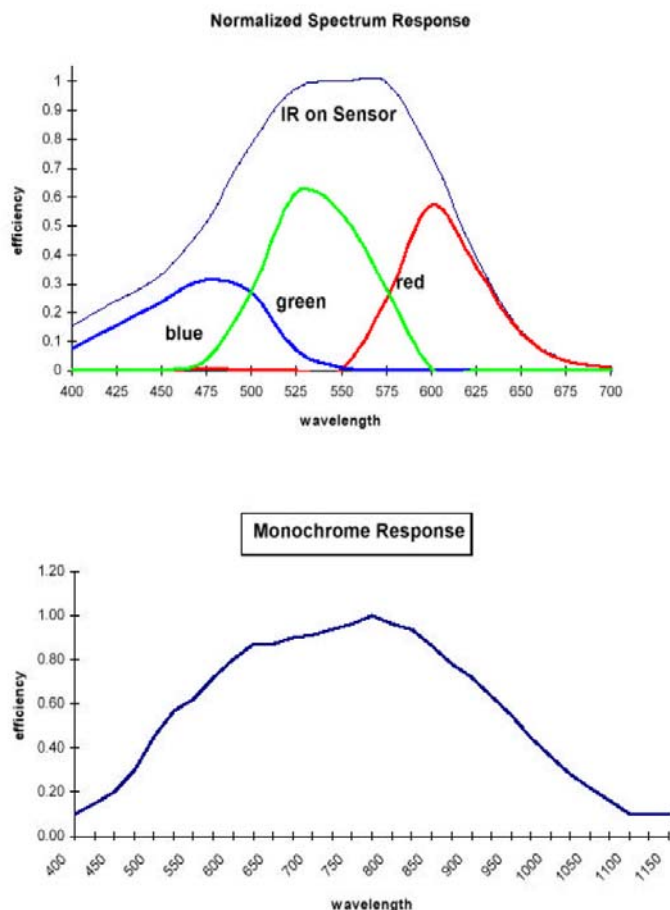 Normalized Spectrum Response
1
0.9
IR on Sensor
0.8
0.7
0.6
0.5
0.4
0.3
0.2
0.1
0
efficiency
blue
green
red
400 425 450 475 500 525 550 575 600 625 650 675 700
wavelength
Monochrome Response
1.20
1.00
0.80
0.60
0.40
0.20
0.00
efficiency
400 450 500 550 600 650 700 750 800 850 900 950 1000 1050 1100 1150
wavelength